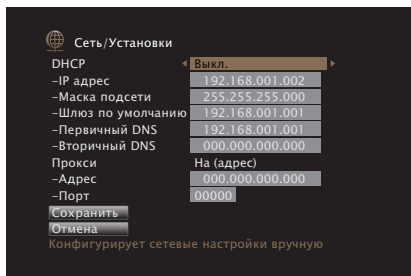 Сеть/Установки
DHCP Выкл.
–IP адрес 192.168.001.002
–Маска подсети 255.255.255.000
–Шлюз по умолчанию 192.168.001.001
–Первичный DNS 192.168.001.001
–Вторичный DNS 000.000.000.000
Прокси На (адрес)
–Адрес 000.000.000.000
–Порт 00000
Сохранить
Отмена
Конфигурирует сетевые настройки вручную